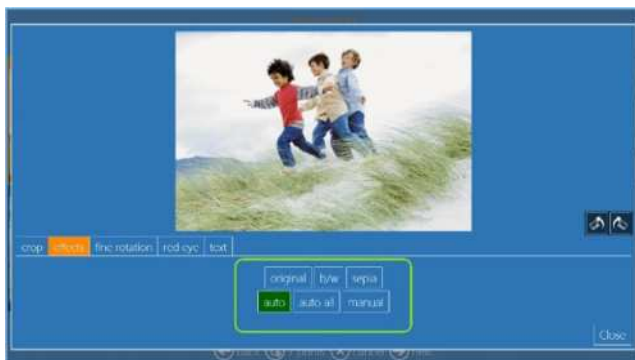 crop effects fine rotation red eye text
original b/w sepia
auto auto all manual
Close